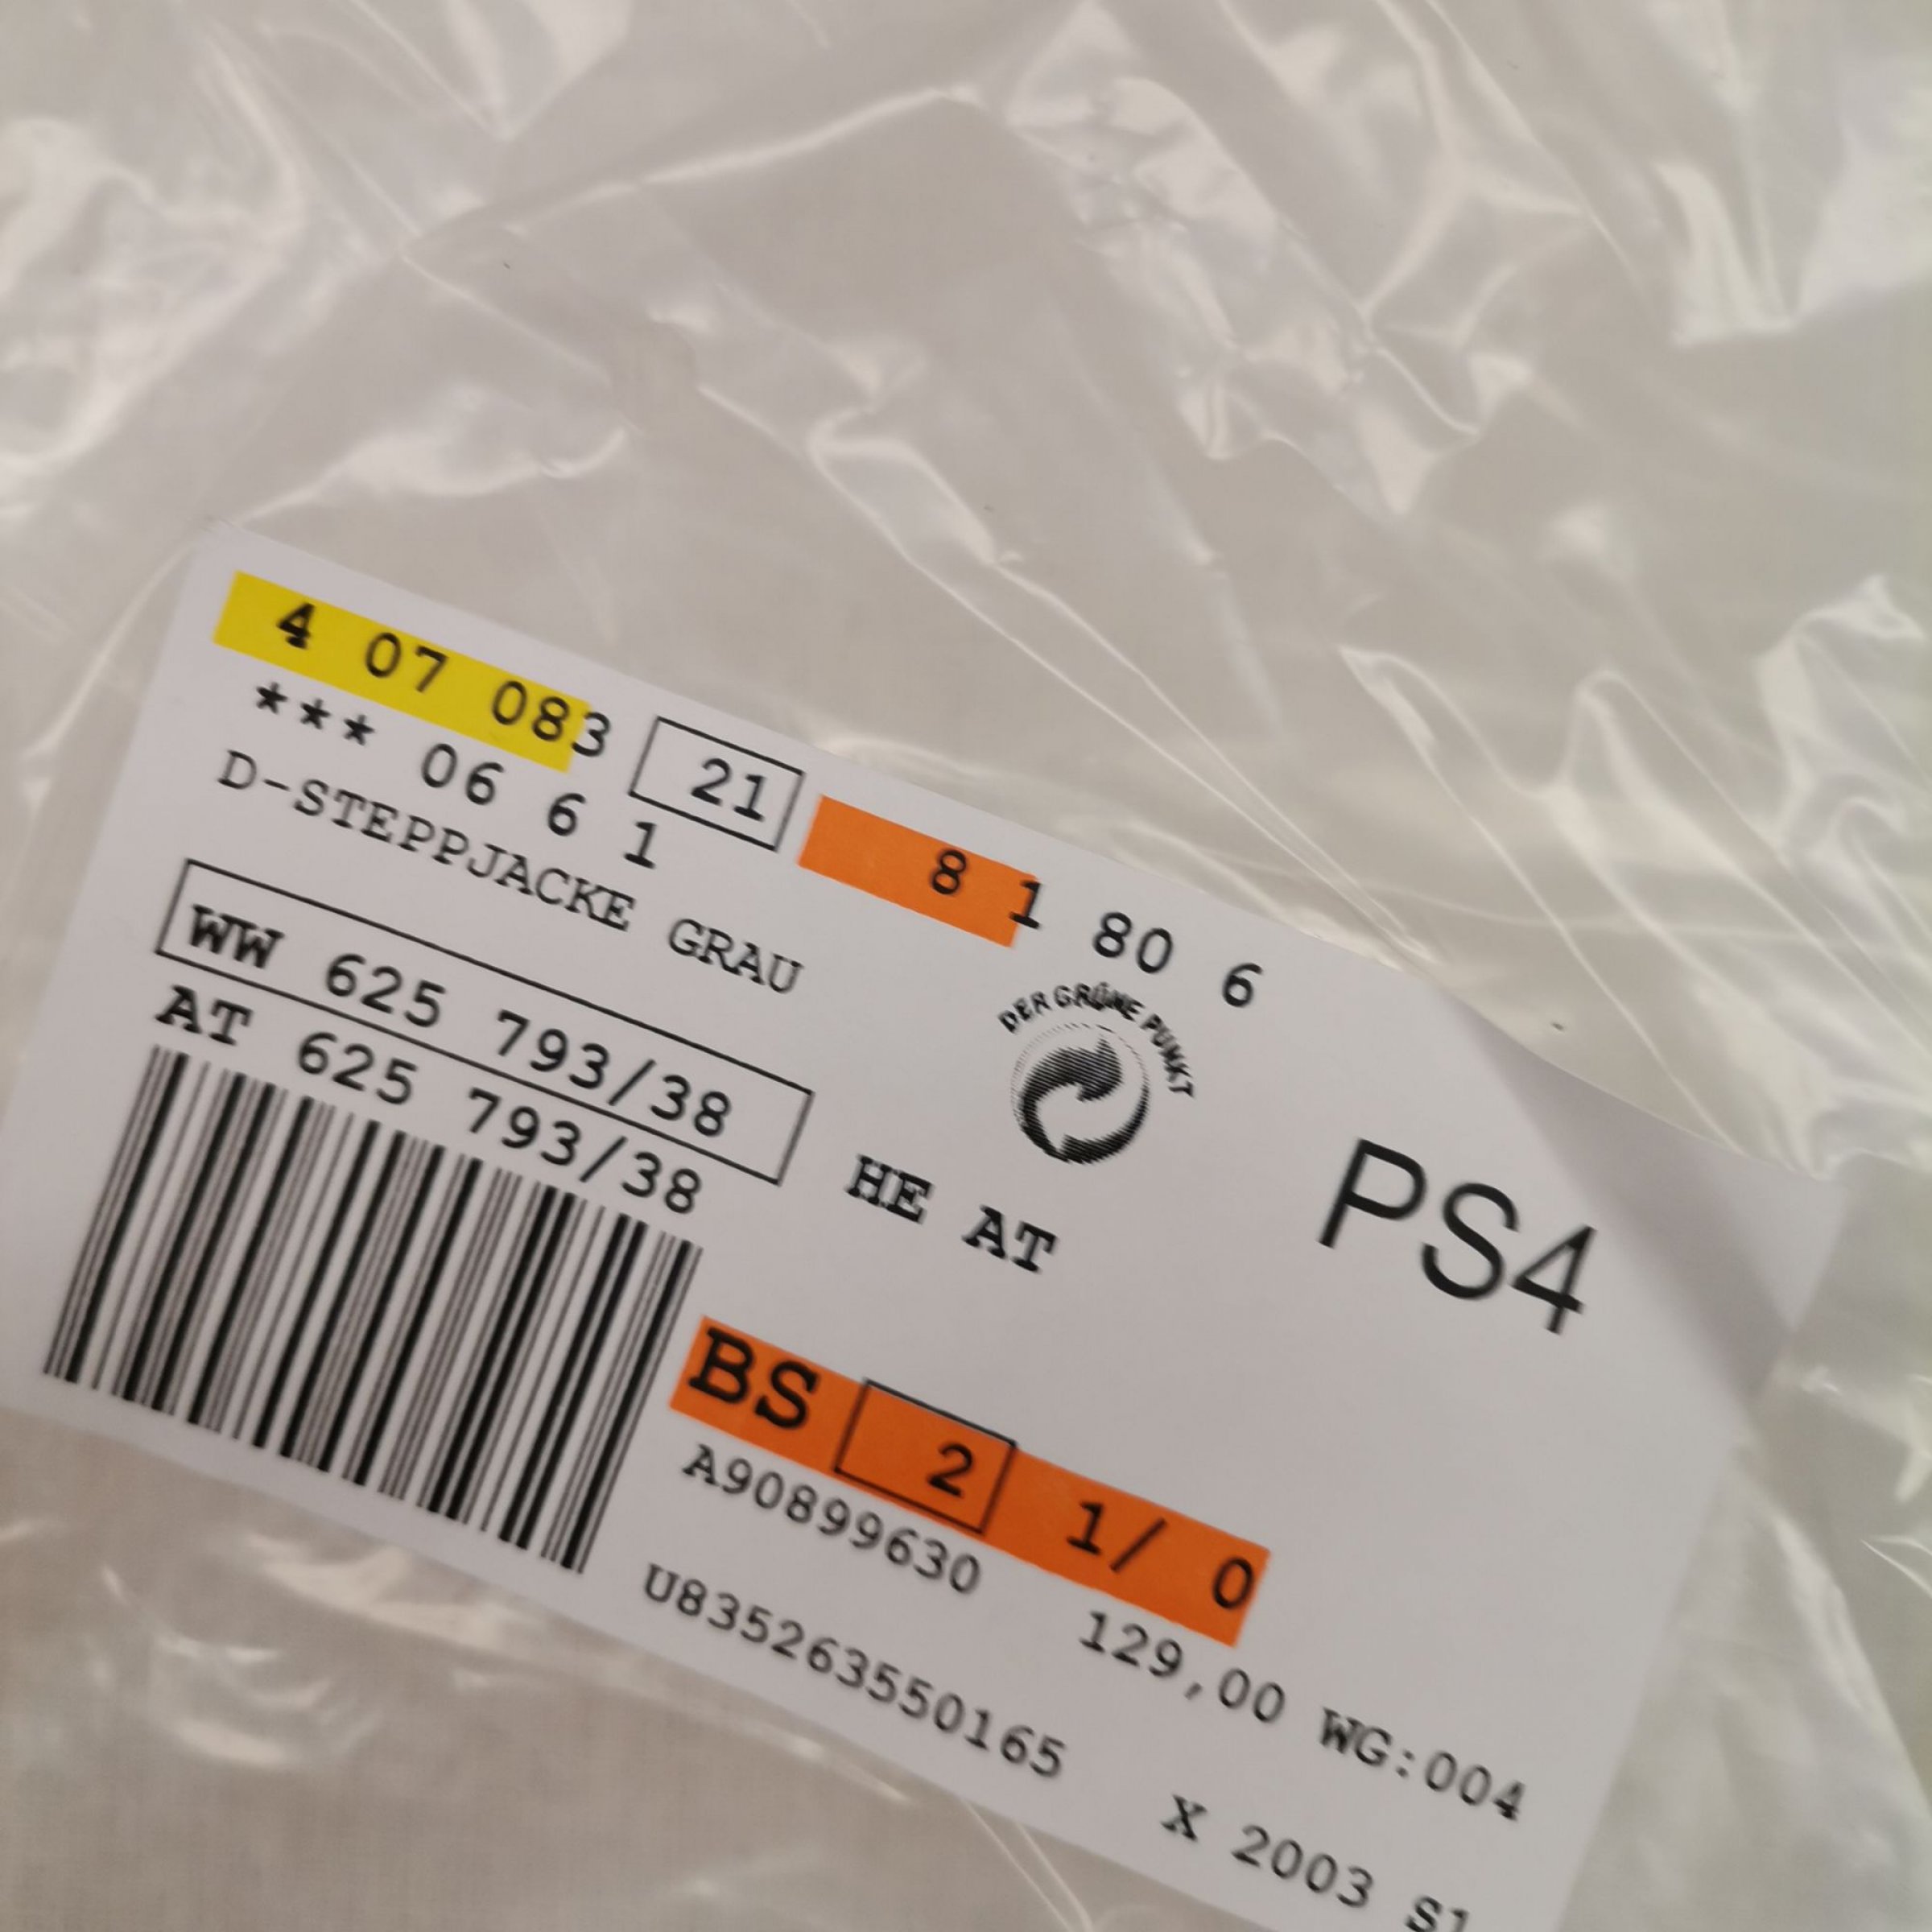 4 07 083 21 8 1 80 6
*** 06 6 1
D-STEPPJACKE GRAU
DER GRÜNE PUNKT
WW 625 793/38
AT 625 793/38 HE AT
PS4
BS 2 1/ 0
A90899630 129,00 WG:004
U835263550165 X 2003 S1